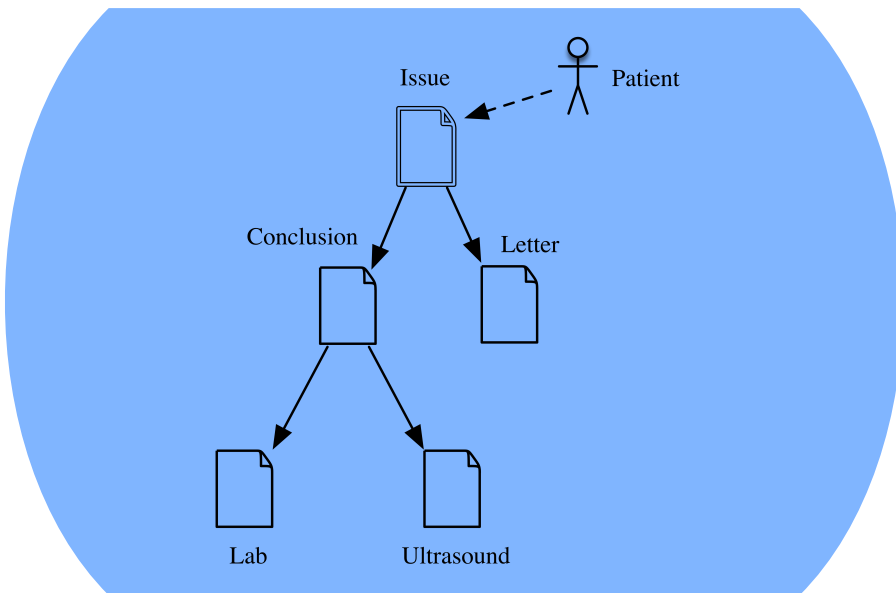 Issue
Patient
Conclusion
Letter
Lab
Ultrasound